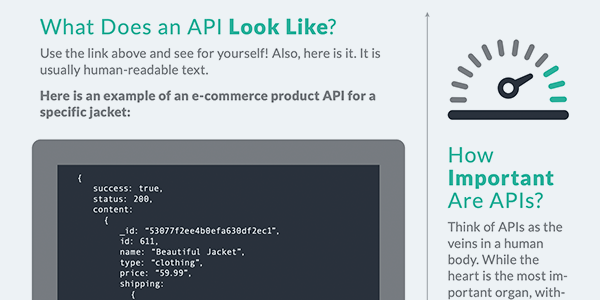 What Does an API Look Like?
Use the link above and see for yourself! Also, here is it. It is
usually human-readable text.
Here is an example of an e-commerce product API for a
specific jacket:
{
success: true,
status: 200,
content:
{
_id: "53077f2ee4b0efa630df2ec1",
id: 611,
name: "Beautiful Jacket",
type: "clothing",
price: "59.99",
shipping:
{
How
Important
Are APIs?
Think of APIs as the
veins in a human
body. While the
heart is the most im-
portant organ, with-